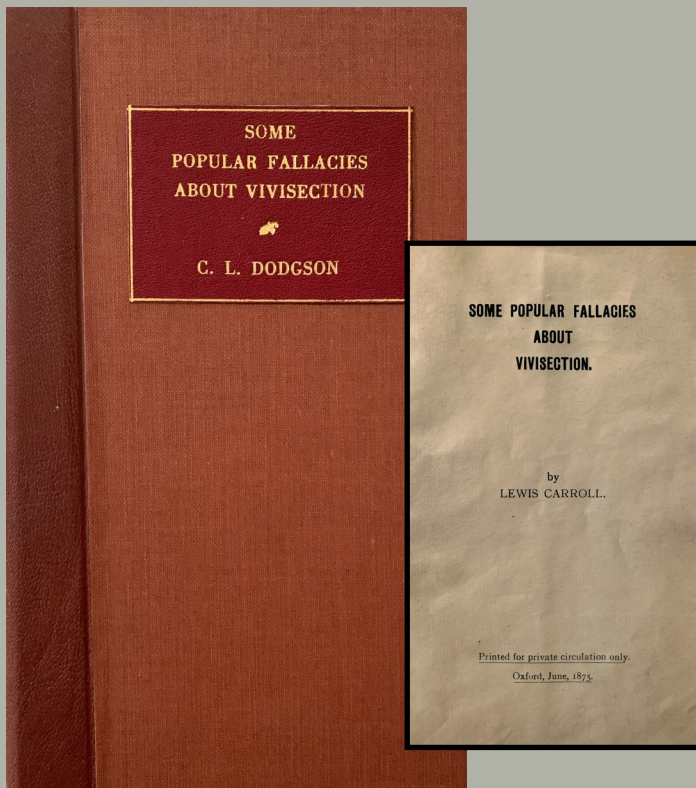 SOME
POPULAR FALLACIES
ABOUT VIVISECTION
C. L. DODGSON
SOME POPULAR FALLACIES
ABOUT
VIVISECTION.
by
LEWIS CARROLL.
Printed for private circulation only.
Oxford, June, 1875.